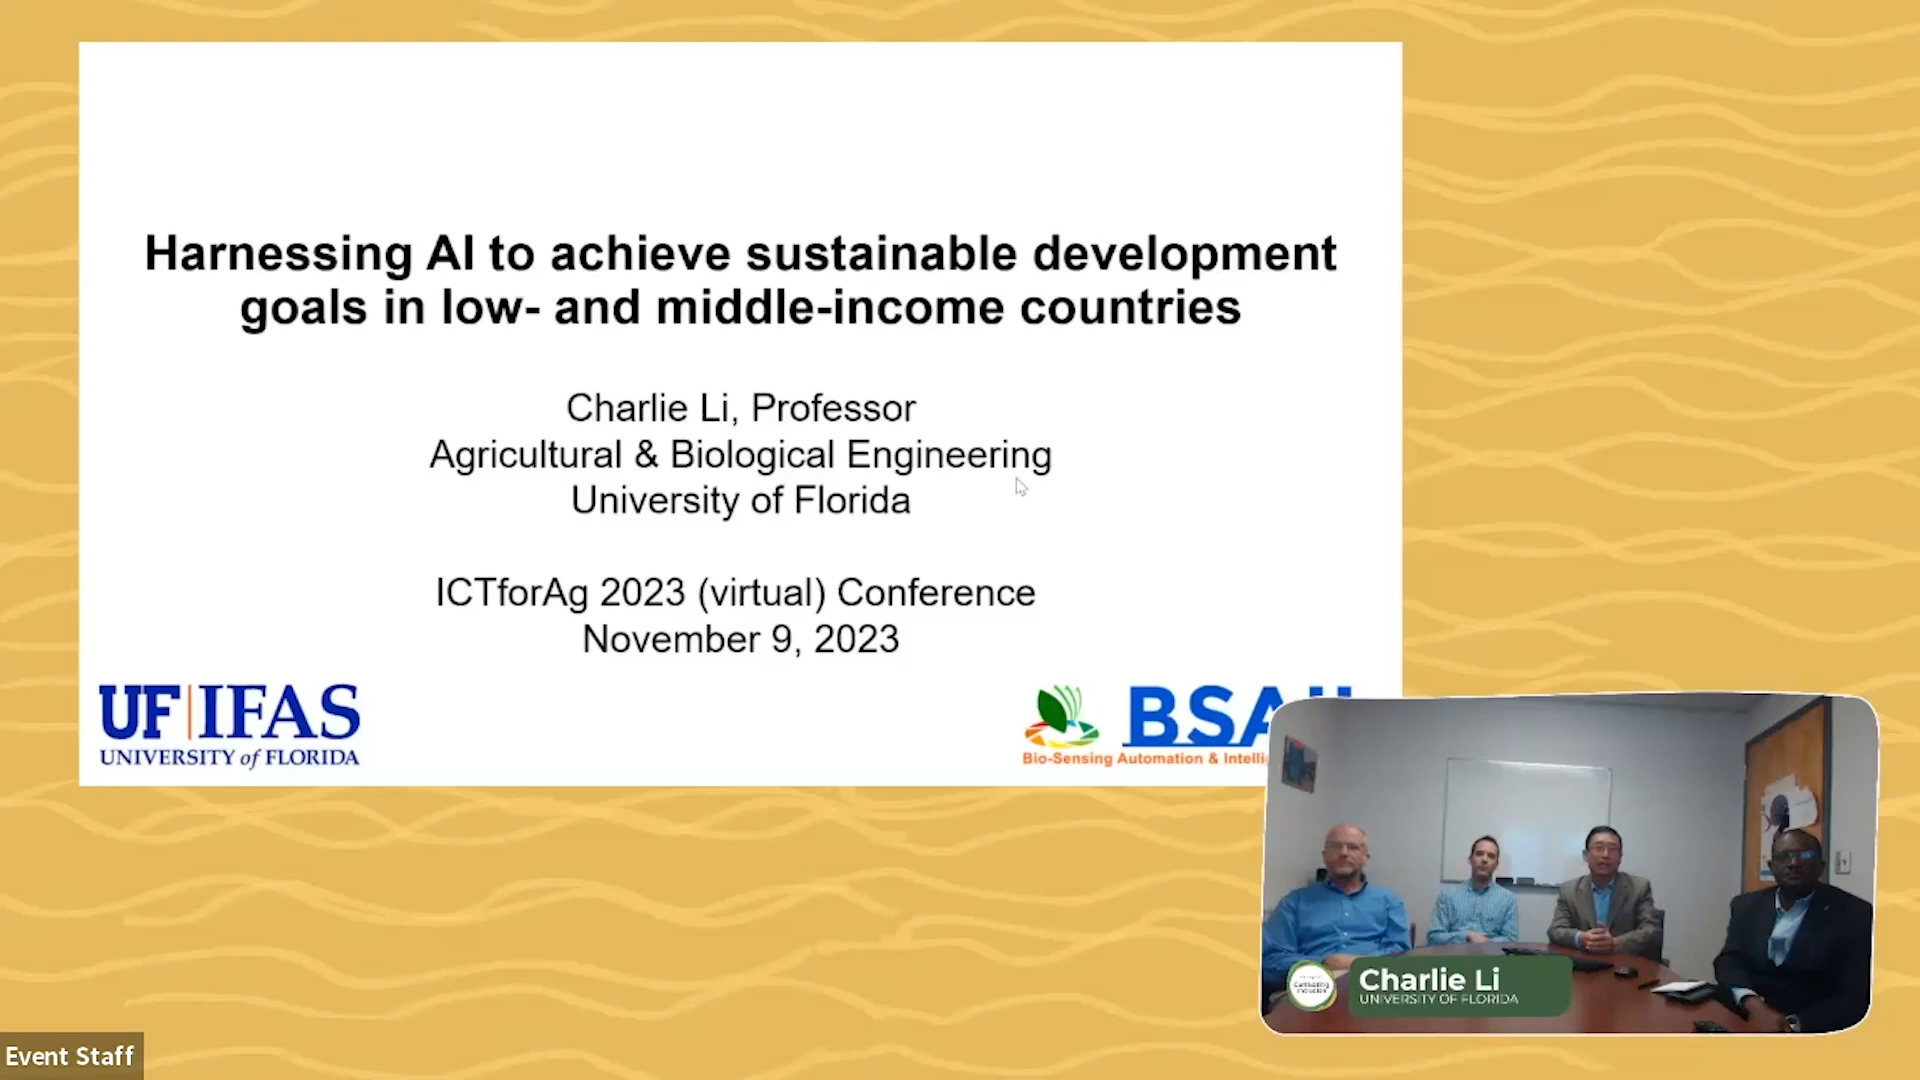 Harnessing AI to achieve sustainable development
goals in low- and middle-income countries
Charlie Li, Professor
Agricultural & Biological Engineering
University of Florida
ICTforAg 2023 (virtual) Conference
November 9, 2023
UF|IFAS
UNIVERSITY of FLORIDA
BSA
Bio-Sensing Automation &
Cultivating
Inclusion
Charlie Li
UNIVERSITY OF FLORIDA
Event Staff